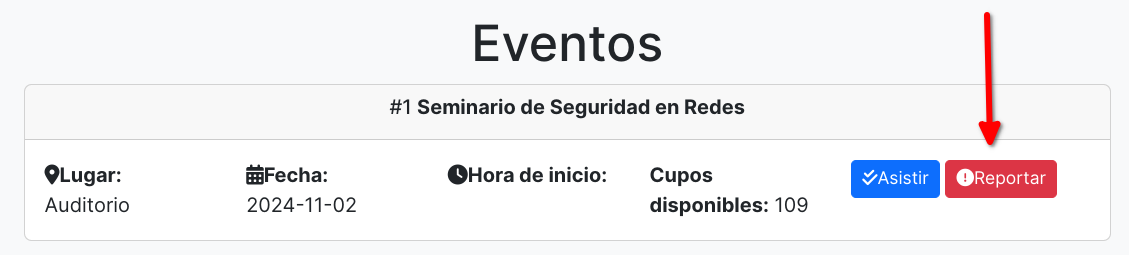 Eventos
#1 Seminario de Seguridad en Redes
Lugar:
Auditorio
Fecha:
2024-11-02
Hora de inicio:
Cupos
disponibles: 109
Asistir
Reportar